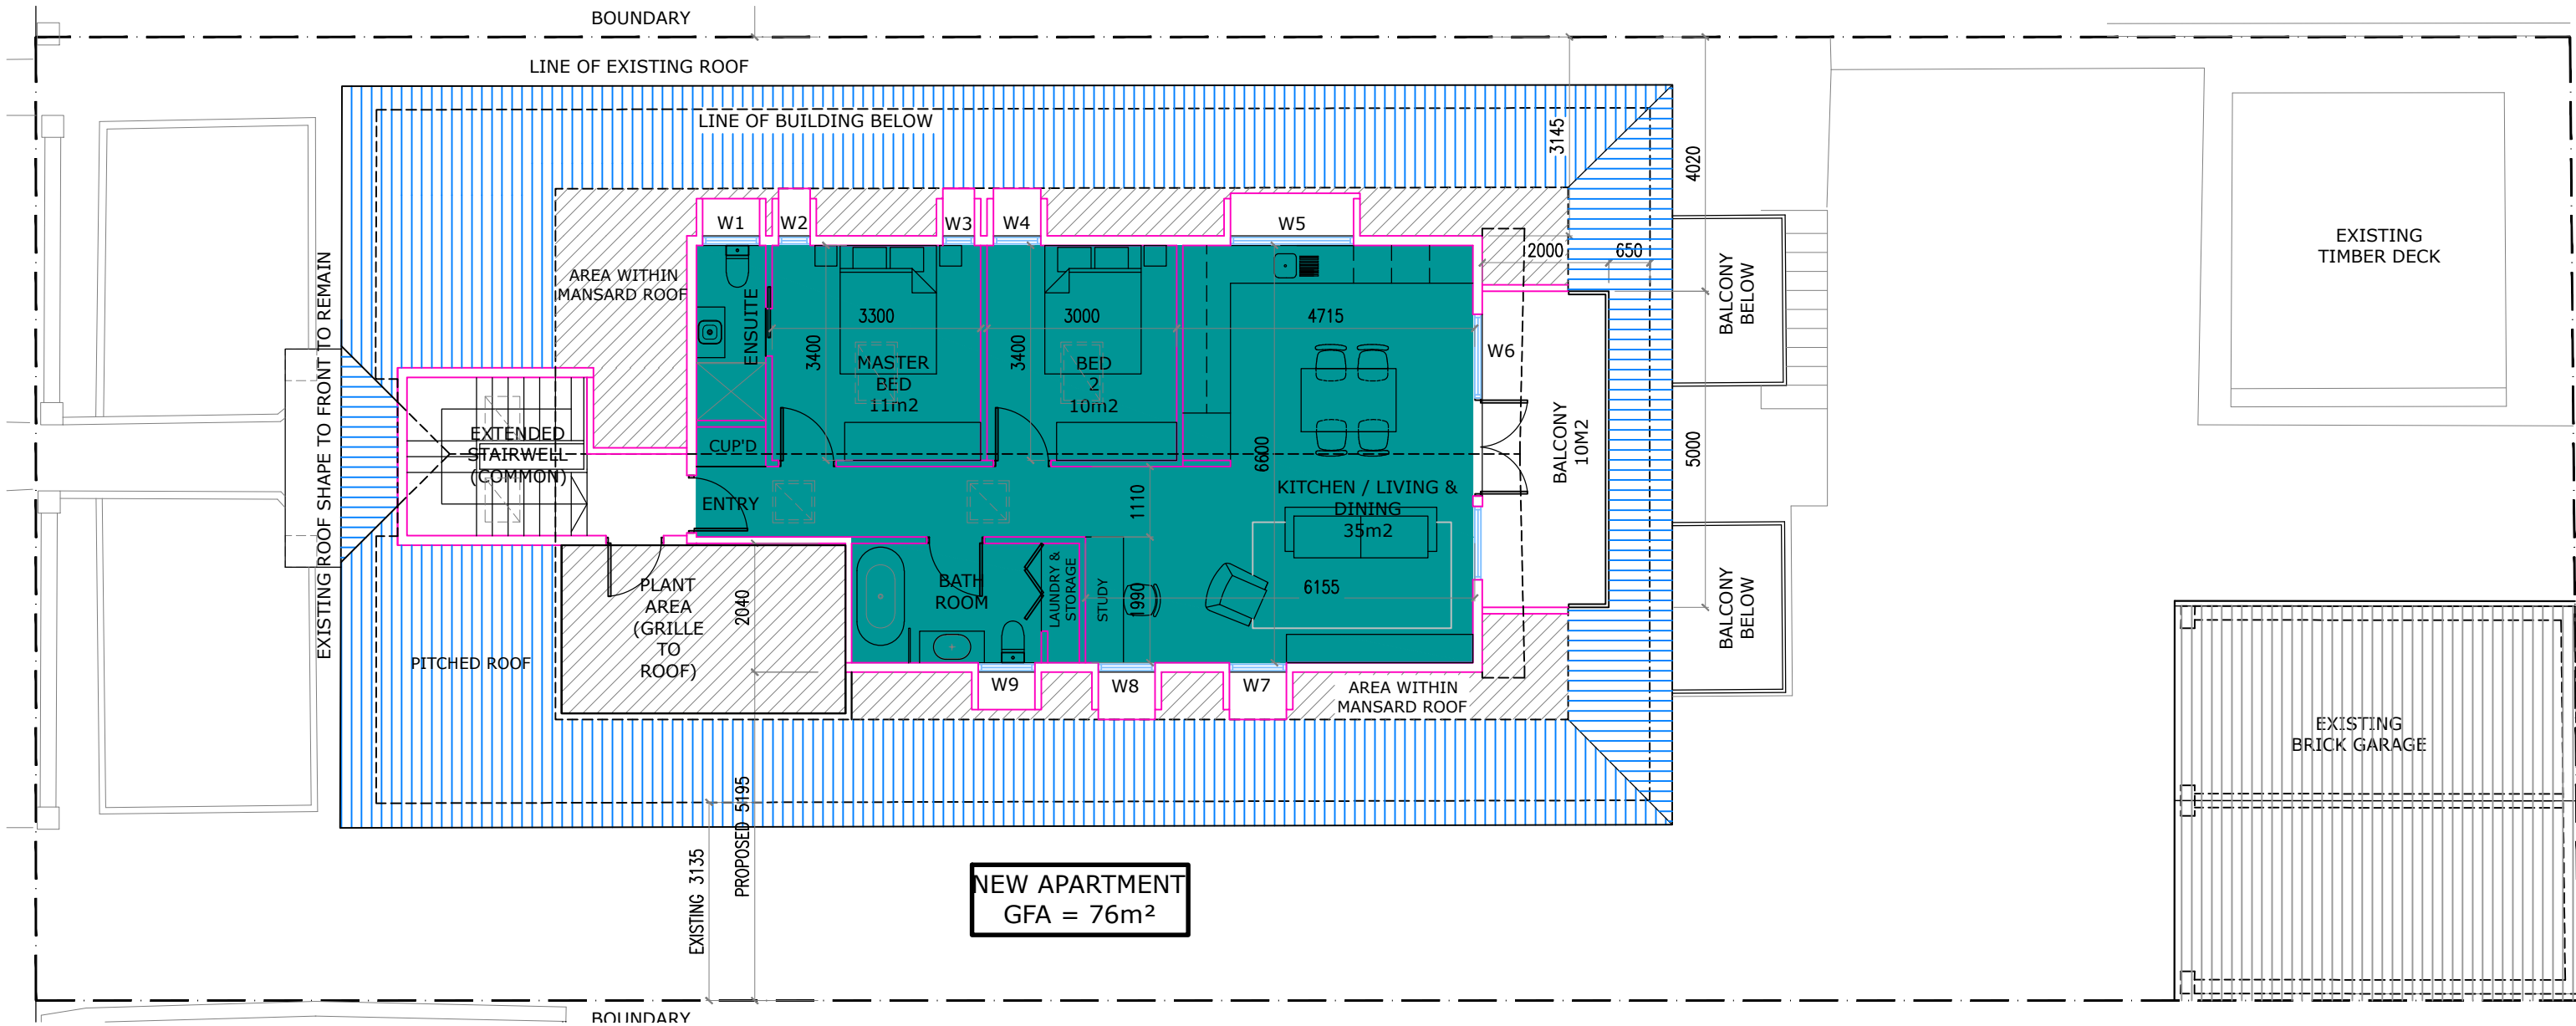 BOUNDARY
LINE OF EXISTING ROOF
LINE OF BUILDING BELOW
3145
4020
W1
W2
W3
W4
W5
2000
650
EXISTING
TIMBER DECK
AREA WITHIN
MANSARD ROOF
ENSUITE
3300
3000
4715
BALCONY
BELOW
3400
3400
MASTER
BED
11m2
BED
2
10m2
W6
EXISTING ROOF SHAPE TO FRONT TO REMAIN
EXTENDED
STAIRWELL
(COMMON)
CUP'D
6600
BALCONY
10M2
5000
ENTRY
1110
KITCHEN / LIVING &
DINING
35m2
PLANT
AREA
(GRILLE
TO
ROOF)
2040
BATH
ROOM
LAUNDRY &
STORAGE
STUDY
1990
6155
BALCONY
BELOW
PITCHED ROOF
W9
W8
W7
AREA WITHIN
MANSARD ROOF
EXISTING
BRICK GARAGE
EXISTING 3135
PROPOSED 5195
NEW APARTMENT
GFA = 76m²
BOUNDARY